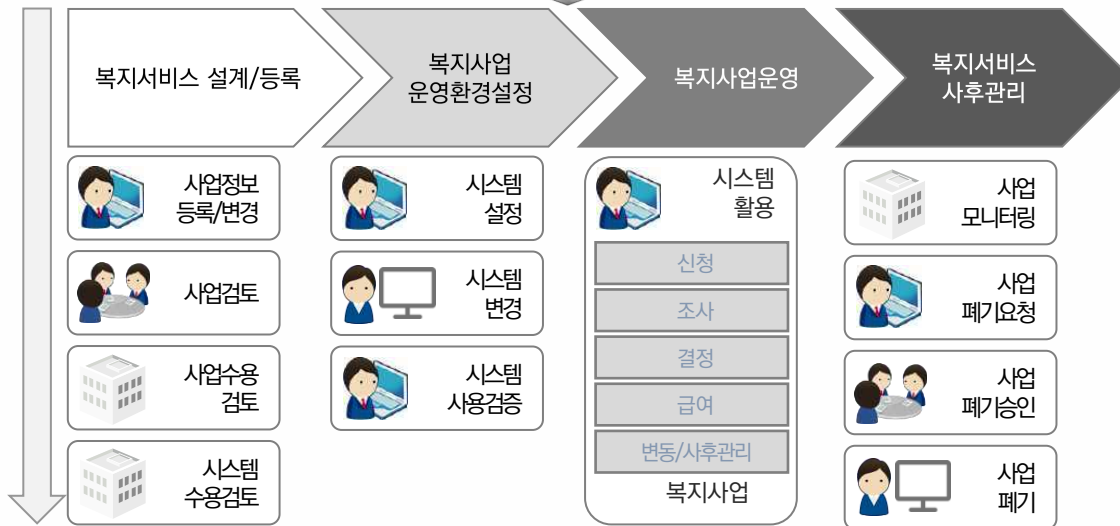 복지서비스 설계/등록
복지사업
운영환경설정
복지사업운영
복지서비스
사후관리
사업정보
등록/변경
사업검토
사업수용
검토
시스템
수용검토
시스템
설정
시스템
변경
시스템
사용검증
시스템
활용
신청
조사
결정
급여
변동/사후관리
복지사업
사업
모니터링
사업
폐기요청
사업
폐기승인
사업
폐기